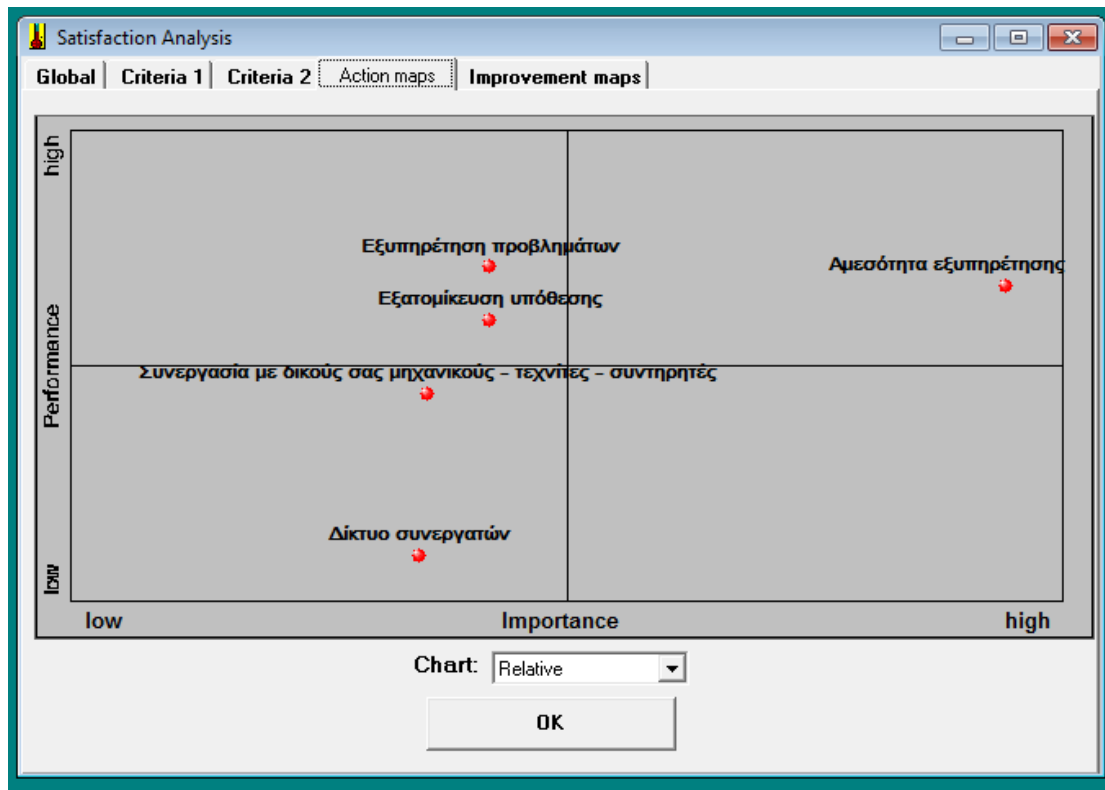 Satisfaction Analysis
Global Criteria 1 Criteria 2 Action maps Improvement maps
high
Εξυπηρέτηση προβλημάτων
Αμεσότητα εξυπηρέτησης
Εξατομίκευση υπόθεσης
Performance
Συνεργασία με δικούς σας μηχανικούς - τεχνίτες - συντηρητές
Δίκτυο συνεργατών
low
low Importance high
Chart: Relative
OK